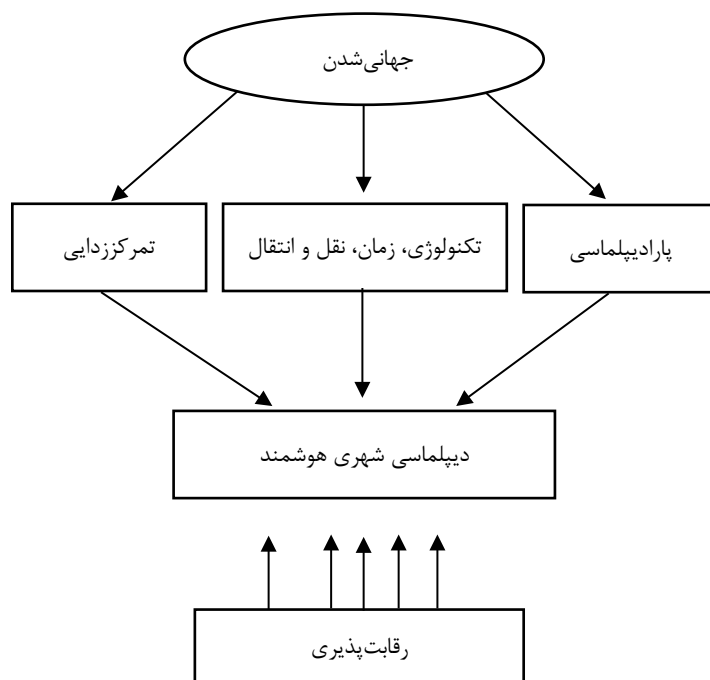 جهانی‌شدن
پارادیپلماسی
تکنولوژی، زمان، نقل و انتقال
تمرکززدایی
دیپلماسی شهری هوشمند
رقابت‌پذیری